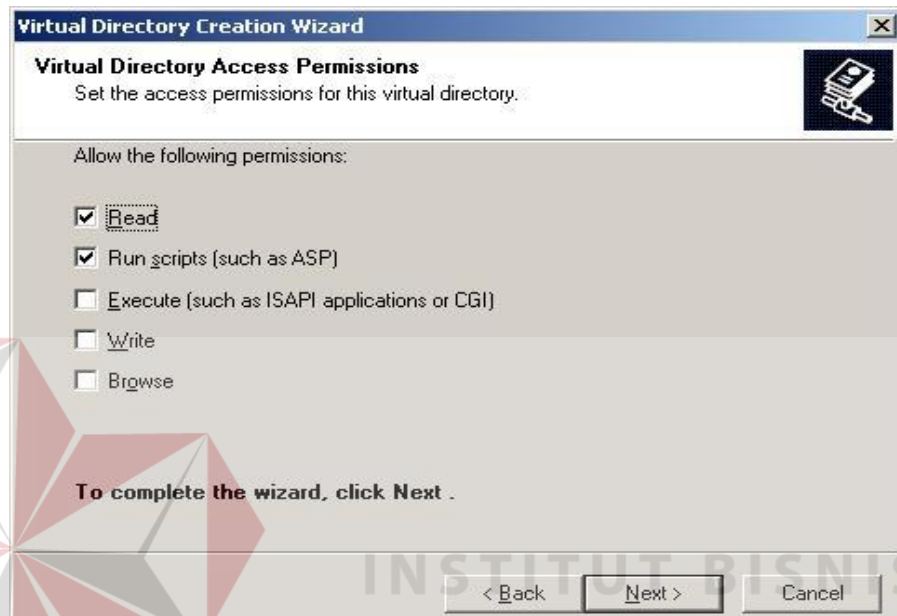 Virtual Directory Creation Wizard
Virtual Directory Access Permissions
Set the access permissions for this virtual directory.
Allow the following permissions:
Read
Run scripts (such as ASP)
Execute (such as ISAPI applications or CGI)
Write
Browse
To complete the wizard, click Next .
INSTITUT BISNIS
< Back Next > Cancel